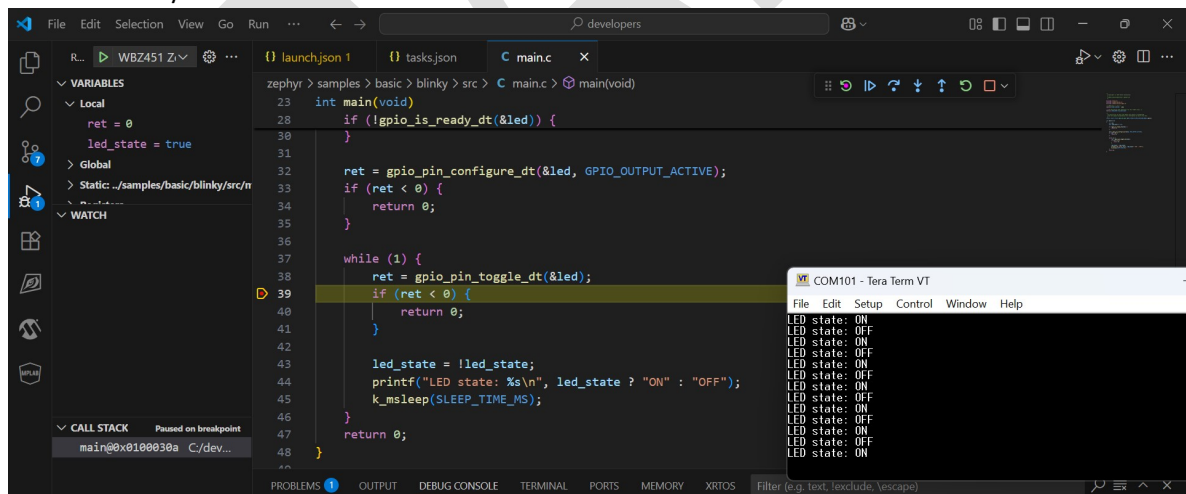 File Edit Selection View Go Run ··· developers
R... WBZ451 Z ···
launch.json 1 tasks.json main.c
zephyr > samples > basic > blinky > src > C main.c > main(void)
VARIABLES
Local
ret = 0
led_state = true
Global
Static: ../samples/basic/blinky/src/m
WATCH
7
1
MPLAB
CALL STACK Paused on breakpoint
main@0x0100030a C:/dev...
23 int main(void)
28 if (!gpio_is_ready_dt(&led)) {
30 }
31
32 ret = gpio_pin_configure_dt(&led, GPIO_OUTPUT_ACTIVE);
33 if (ret < 0) {
34 return 0;
35 }
36
37 while (1) {
38 ret = gpio_pin_toggle_dt(&led);
39 if (ret < 0) {
40 return 0;
41 }
42
43 led_state = !led_state;
44 printf("LED state: %s\n", led_state ? "ON" : "OFF");
45 k_msleep(SLEEP_TIME_MS);
46 }
47 return 0;
48 }
COM101 - Tera Term VT
File Edit Setup Control Window Help
LED state: ON
LED state: OFF
LED state: ON
LED state: OFF
LED state: ON
LED state: OFF
LED state: ON
LED state: OFF
LED state: ON
LED state: OFF
LED state: ON
LED state: OFF
LED state: ON
PROBLEMS 1 OUTPUT DEBUG CONSOLE TERMINAL PORTS MEMORY XRTOS Filter (e.g. text, !exclude, \escape)